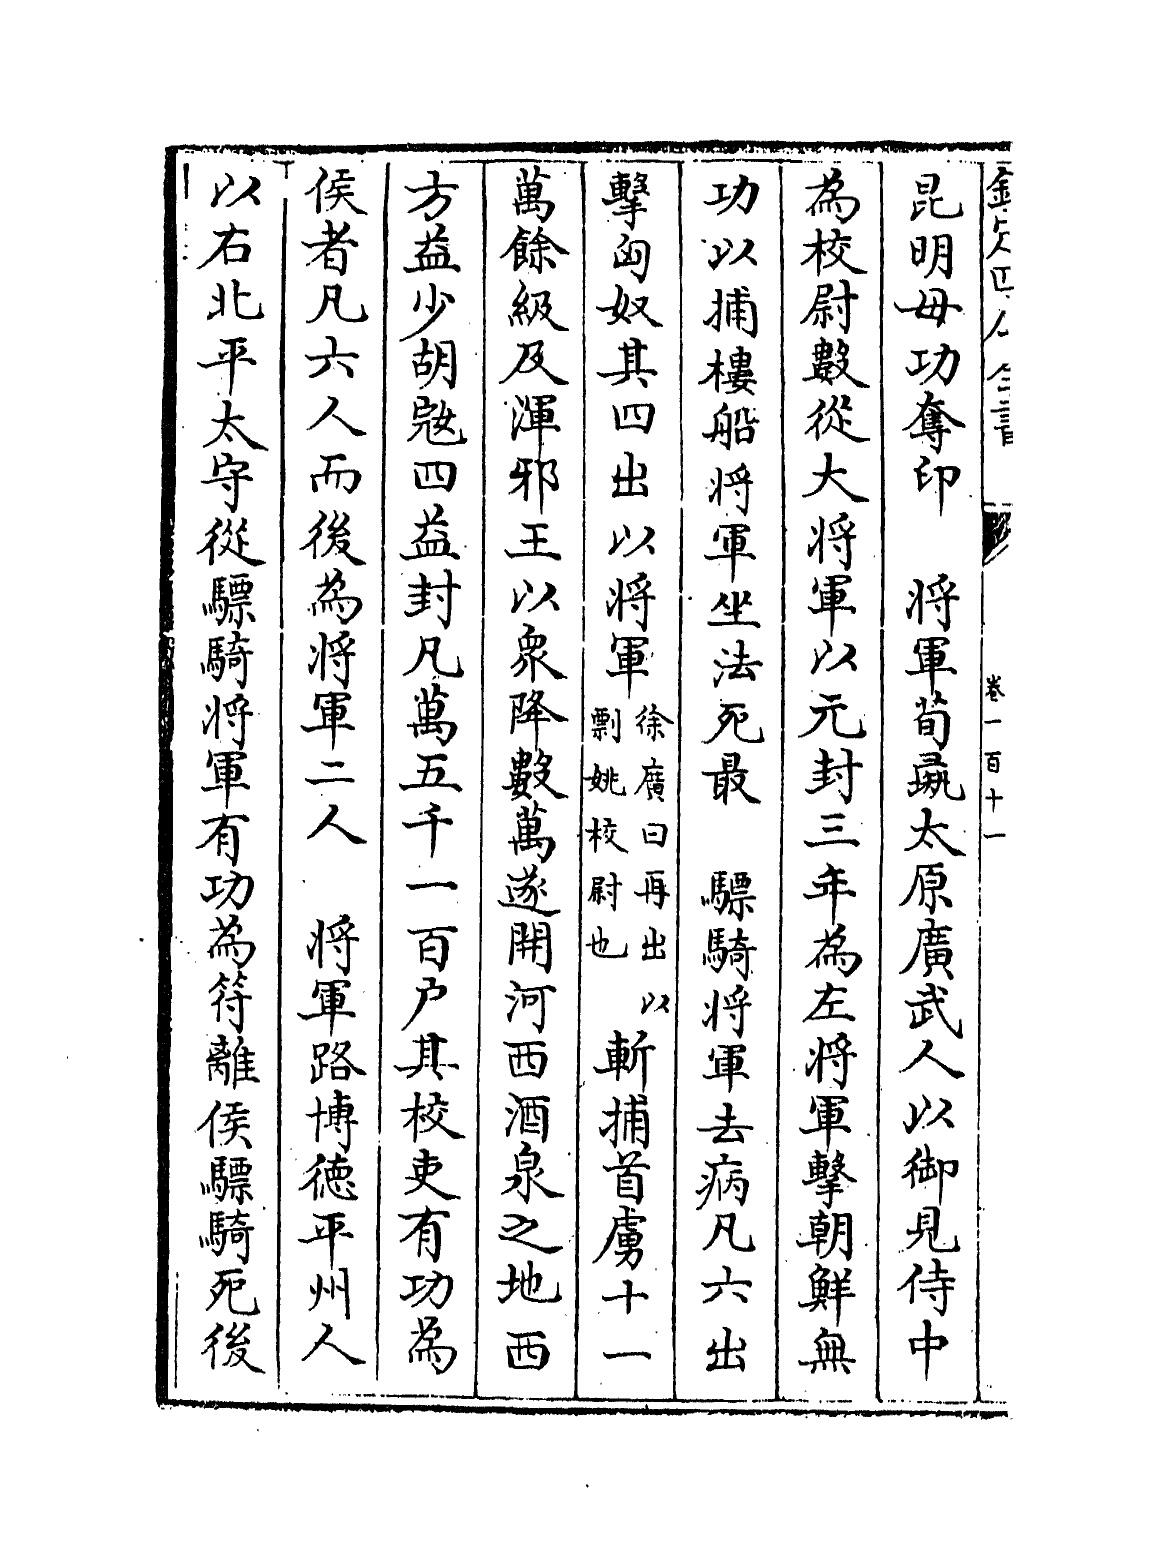 欽定四庫全書
卷一百十一
昆明毋功奪印　將軍荀彘太原廣武人以御見侍中
為校尉數從大將軍以元封三年為左將軍擊朝鮮無
功以捕樓船將軍坐法死最　驃騎將軍去病凡六出
擊匈奴其四出以將軍徐廣曰再出以剽姚校尉也斬捕首虜十一
萬餘級及渾邪王以衆降數萬遂開河西酒泉之地西
方益少胡寇四益封凡萬五千一百户其校吏有功為
侯者凡六人而後為將軍二人　將軍路博德平州人
以右北平太守從驃騎將軍有功為符離侯驃騎死後